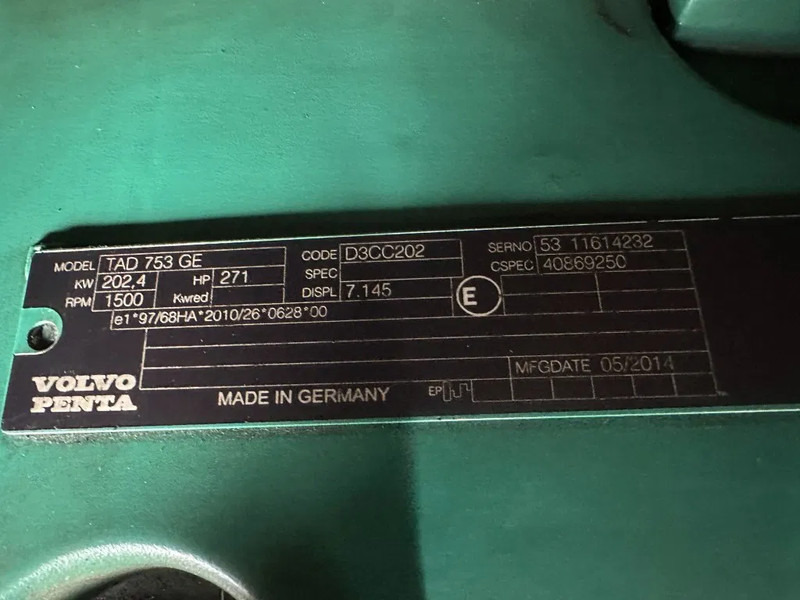 MODEL TAD 753 GE CODE D3CC202 SERNO 53 11614232
KW 202,4 HP 271 SPEC CSPEC 40869250
RPM 1500 Kwred DISPL 7.145 E
e1*97/68HA*2010/26*0628*00
MFGDATE 05/2014
VOLVO
PENTA MADE IN GERMANY EP